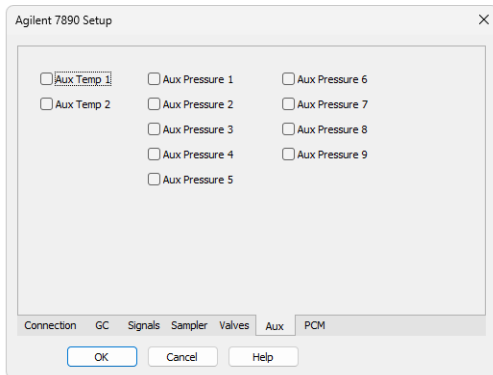 Agilent 7890 Setup
Aux Temp 1 Aux Pressure 1 Aux Pressure 6
Aux Temp 2 Aux Pressure 2 Aux Pressure 7
Aux Pressure 3 Aux Pressure 8
Aux Pressure 4 Aux Pressure 9
Aux Pressure 5
Connection GC Signals Sampler Valves Aux PCM
OK Cancel Help